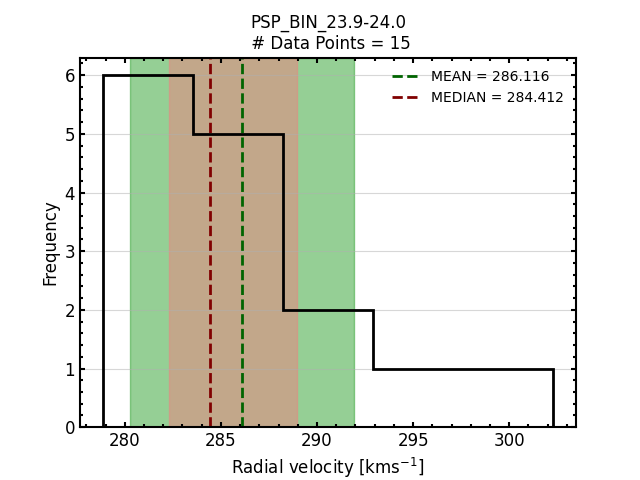 PSP_BIN_23.9-24.0
# Data Points = 15
MEAN = 286.116
MEDIAN = 284.412
Frequency
6
5
4
3
2
1
0
280 285 290 295 300
Radial velocity [kms⁻¹]